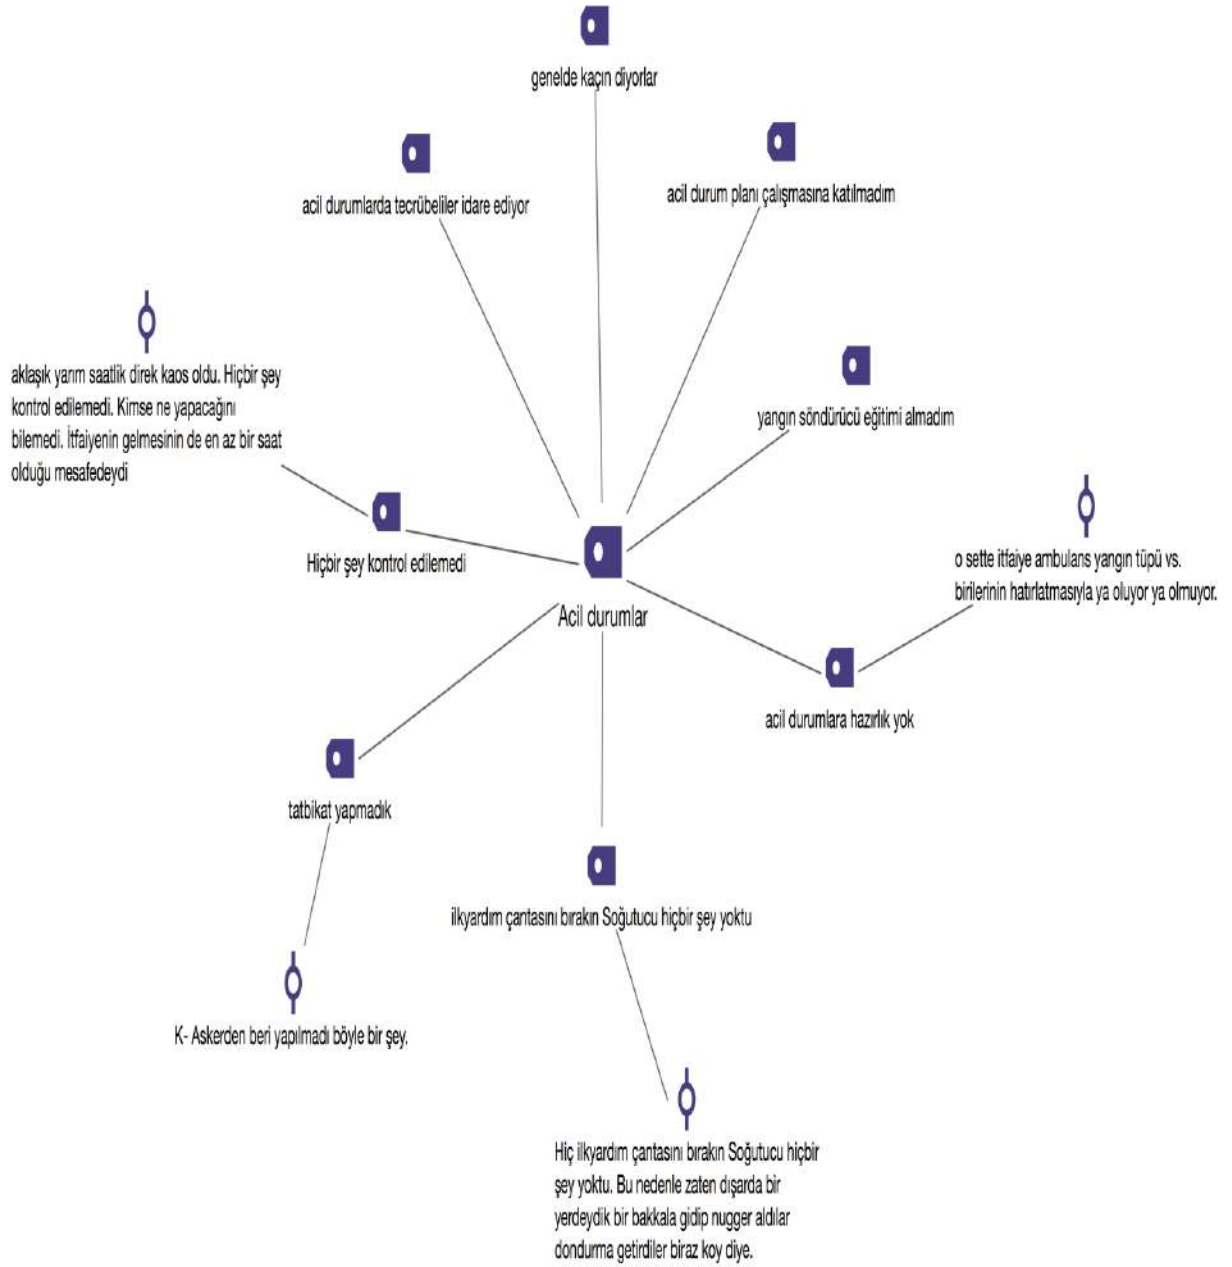 genelde kaçın diyorlar
acil durumlarda tecrübeliler idare ediyor
acil durum planı çalışmasına katılmadım
aklaşık yarım saatlik direk kaos oldu. Hiçbir şey
kontrol edilemedi. Kimse ne yapacağını
bilemedi. İtfaiyenin gelmesinin de en az bir saat
olduğu mesafedeydi
yangın söndürücü eğitimi almadım
Hiçbir şey kontrol edilemedi
o sette itfaiye ambulans yangın tüpü vs.
birilerinin hatırlatmasıyla ya oluyor ya olmuyor.
Acil durumlar
acil durumlara hazırlık yok
tatbikat yapmadık
ilkyardım çantasını bırakın Soğutucu hiçbir şey yoktu
K- Askerden beri yapılmadı böyle bir şey.
Hiç ilkyardım çantasını bırakın Soğutucu hiçbir
şey yoktu. Bu nedenle zaten dışarda bir
yerdeydik bir bakkala gidip nugger aldılar
dondurma getirdiler biraz koy diye.